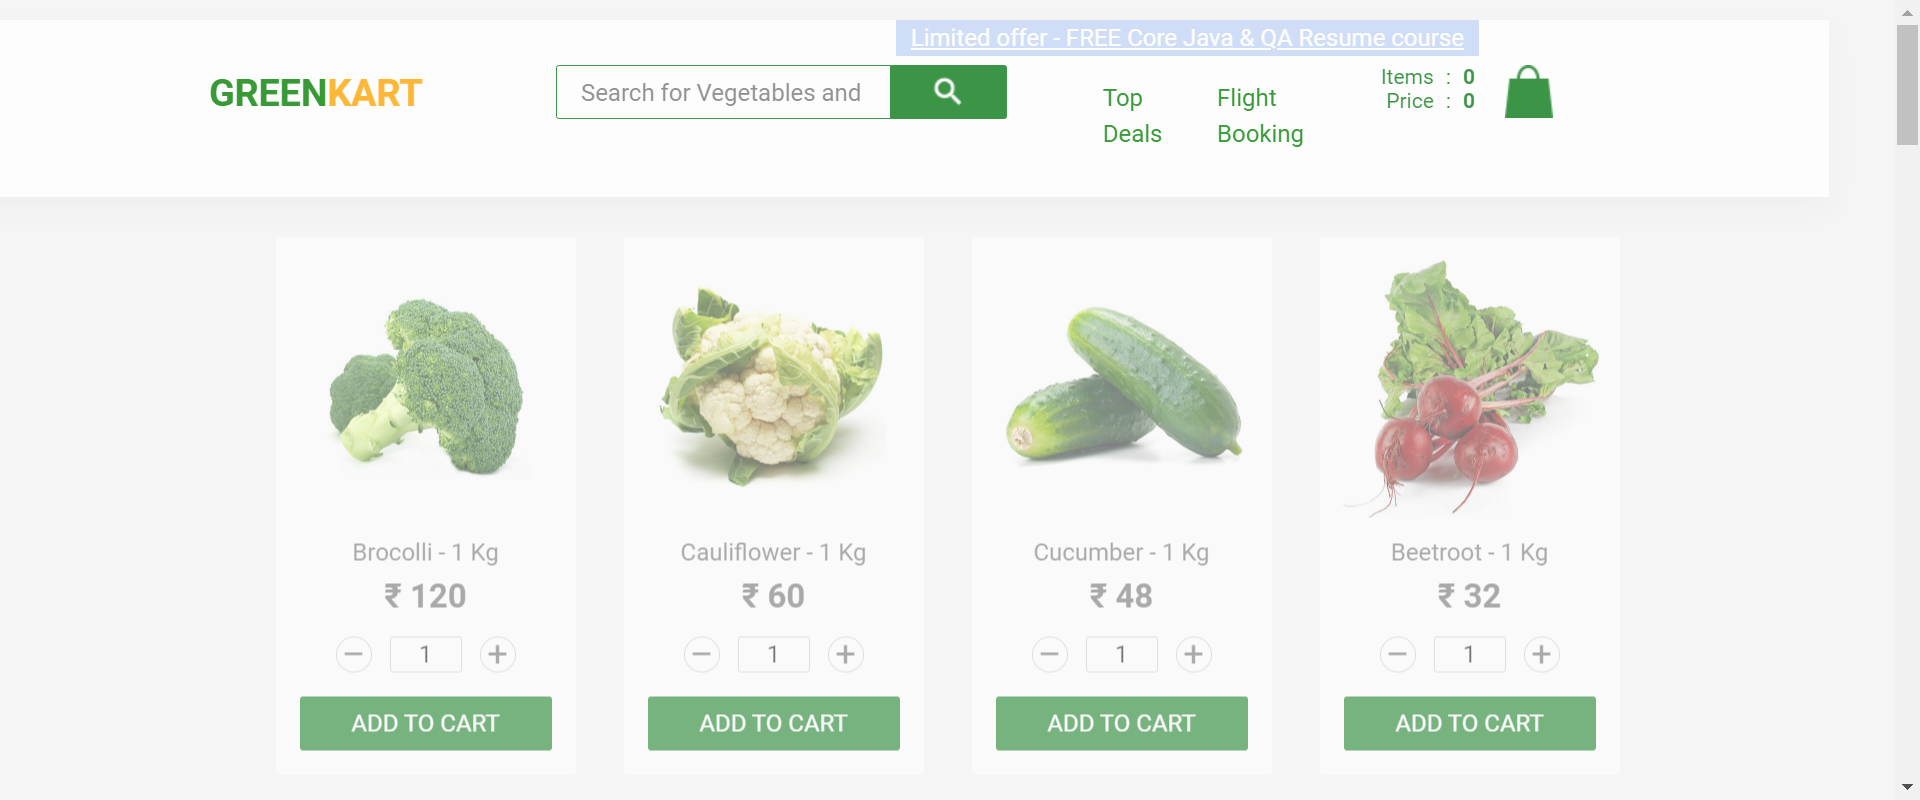 Limited offer - FREE Core Java & QA Resume course
GREENKART
Search for Vegetables and
Top
Deals
Flight
Booking
Items : 0
Price : 0
Brocolli - 1 Kg
₹ 120
1
ADD TO CART
Cauliflower - 1 Kg
₹ 60
1
ADD TO CART
Cucumber - 1 Kg
₹ 48
1
ADD TO CART
Beetroot - 1 Kg
₹ 32
1
ADD TO CART